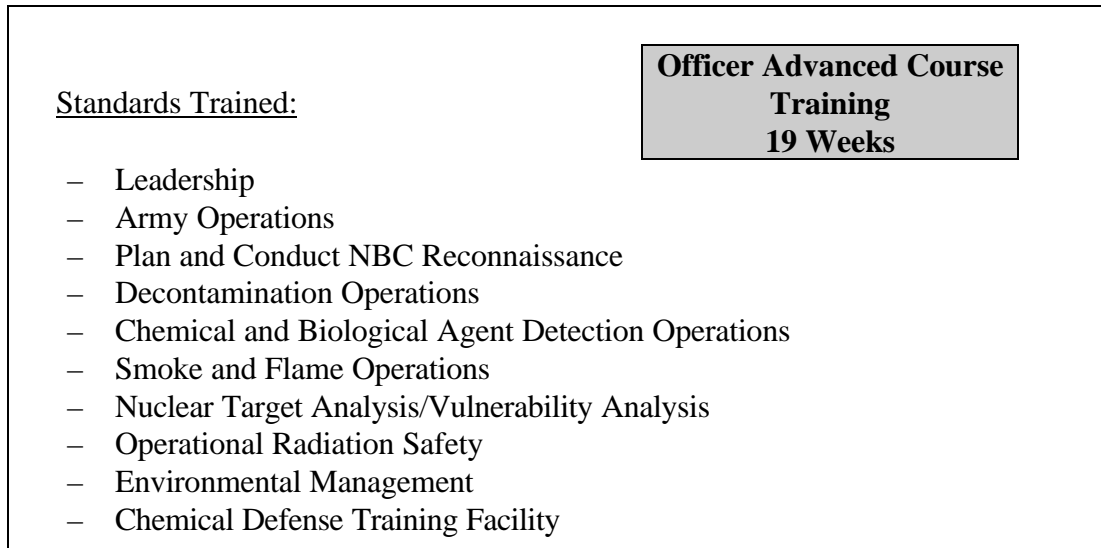 Officer Advanced Course
Training
19 Weeks
Standards Trained:
– Leadership
– Army Operations
– Plan and Conduct NBC Reconnaissance
– Decontamination Operations
– Chemical and Biological Agent Detection Operations
– Smoke and Flame Operations
– Nuclear Target Analysis/Vulnerability Analysis
– Operational Radiation Safety
– Environmental Management
– Chemical Defense Training Facility